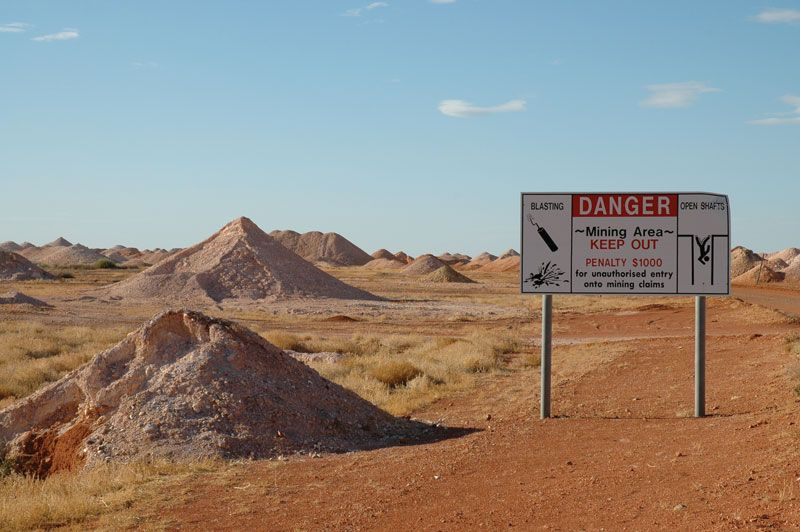 BLASTING
DANGER
OPEN SHAFTS
~Mining Area~
KEEP OUT
PENALTY $1000
for unauthorised entry
onto mining claims